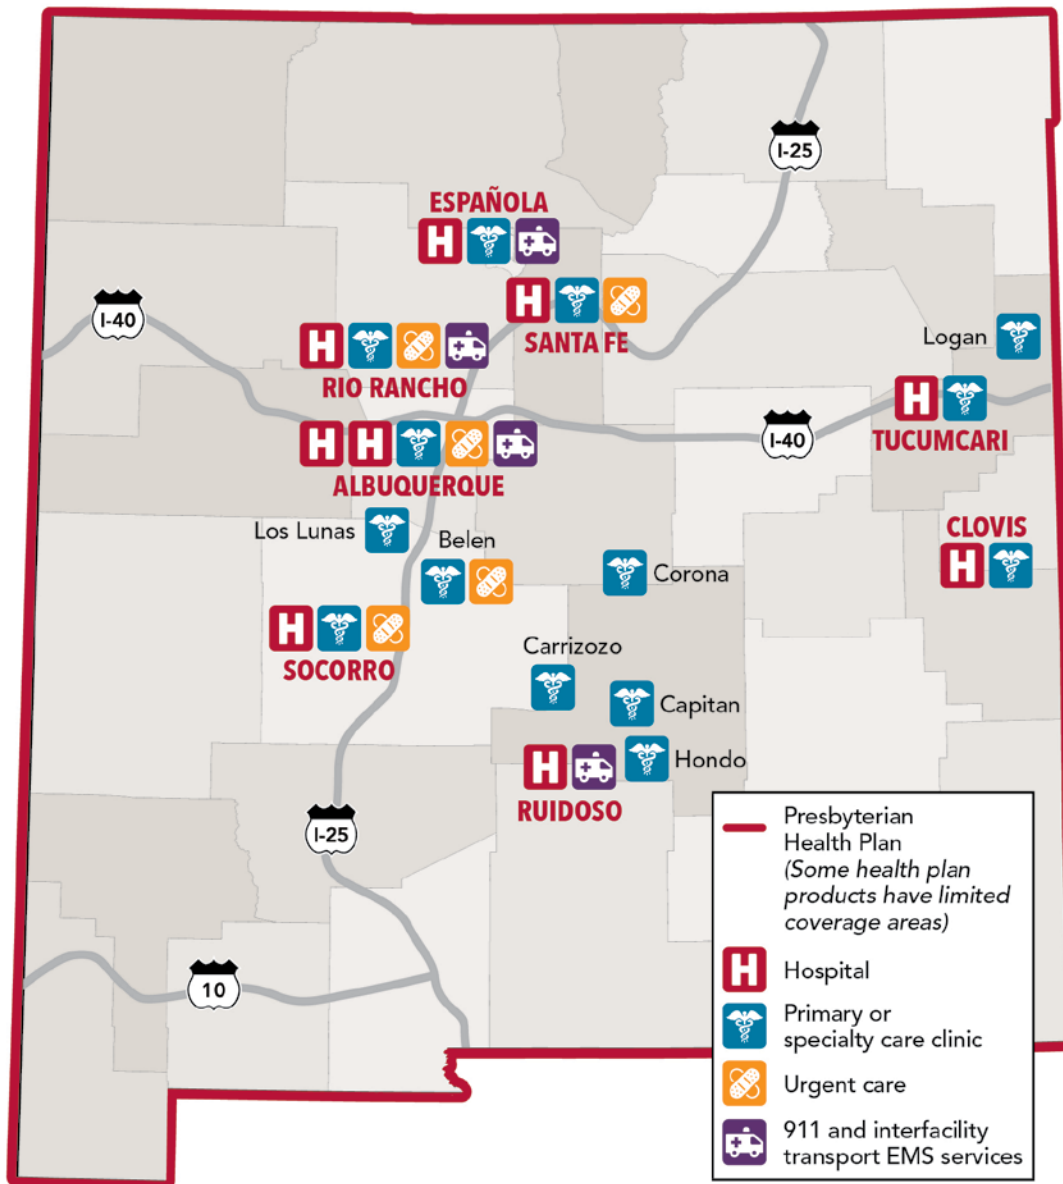 I-25
ESPAÑOLA
H
I-40
H
SANTA FE
Logan
H
RIO RANCHO
H
TUCUMCARI
I-40
H H
ALBUQUERQUE
Los Lunas
Belen
CLOVIS
H
Corona
H
SOCORRO
Carrizozo
Capitan
Hondo
H
RUIDOSO
I-25
10
Presbyterian
Health Plan
(Some health plan
products have limited
coverage areas)
H Hospital
Primary or
specialty care clinic
Urgent care
911 and interfacility
transport EMS services